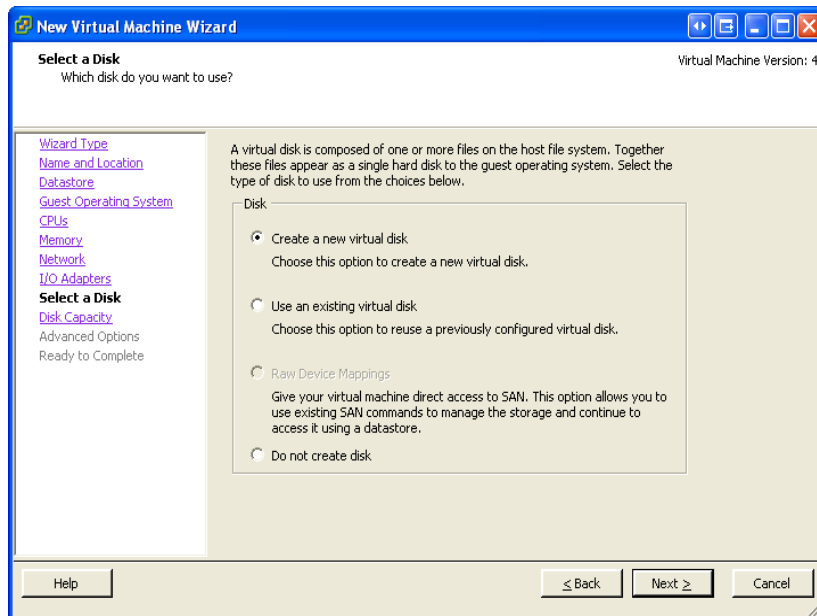 New Virtual Machine Wizard
Select a Disk
Which disk do you want to use?
Virtual Machine Version: 4
Wizard Type
Name and Location
Datastore
Guest Operating System
CPUs
Memory
Network
I/O Adapters
Select a Disk
Disk Capacity
Advanced Options
Ready to Complete
A virtual disk is composed of one or more files on the host file system. Together
these files appear as a single hard disk to the guest operating system. Select the
type of disk to use from the choices below.
Disk
Create a new virtual disk
Choose this option to create a new virtual disk.
Use an existing virtual disk
Choose this option to reuse a previously configured virtual disk.
Raw Device Mappings
Give your virtual machine direct access to SAN. This option allows you to
use existing SAN commands to manage the storage and continue to
access it using a datastore.
Do not create disk
Help
< Back
Next >
Cancel